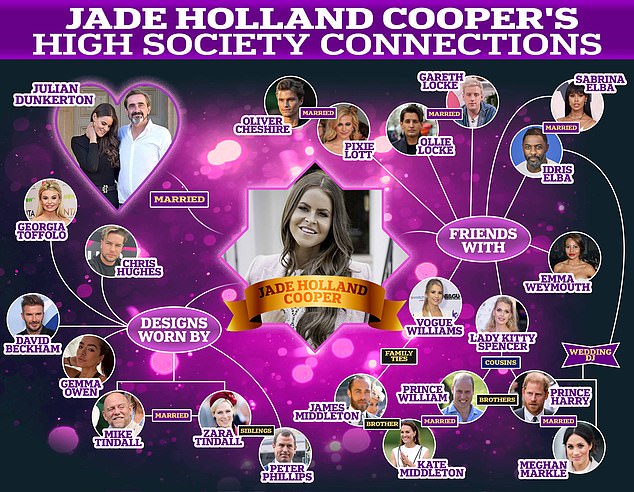 JADE HOLLAND COOPER'S
HIGH SOCIETY CONNECTIONS
JULIAN
DUNKERTON
MARRIED
GEORGIA
TOFFOLO
CHRIS
HUGHES
DAVID
BECKHAM
GEMMA
OWEN
DESIGNS
WORN BY
MIKE
TINDALL
MARRIED
ZARA
TINDALL
SIBLINGS
PETER
PHILLIPS
JADE HOLLAND
COOPER
OLIVER
CHESHIRE
MARRIED
PIXIE
LOTT
GARETH
LOCKE
OLLIE
LOCKE
MARRIED
SABRINA
ELBA
MARRIED
IDRIS
ELBA
FRIENDS
WITH
EMMA
WEYMOUTH
VOGUE
WILLIAMS
LADY KITTY
SPENCER
FAMILY
TIES
COUSINS
WEDDING
DJ
JAMES
MIDDLETON
BROTHER
KATE
MIDDLETON
MARRIED
PRINCE
WILLIAM
BROTHERS
PRINCE
HARRY
MARRIED
MEGHAN
MARKLE